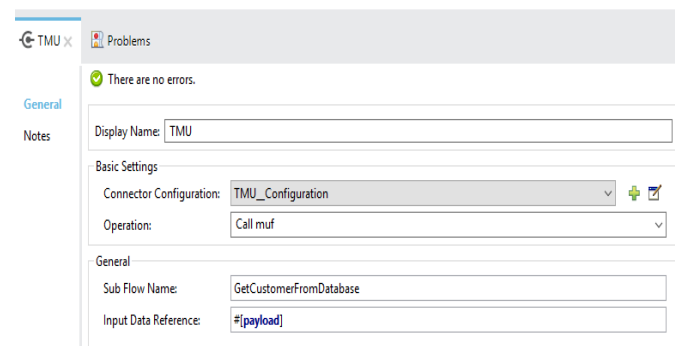 TMU
Problems
There are no errors.
General
Notes
Display Name: TMU
Basic Settings
Connector Configuration: TMU__Configuration
Operation: Call muf
General
Sub Flow Name: GetCustomerFromDatabase
Input Data Reference: #[payload]